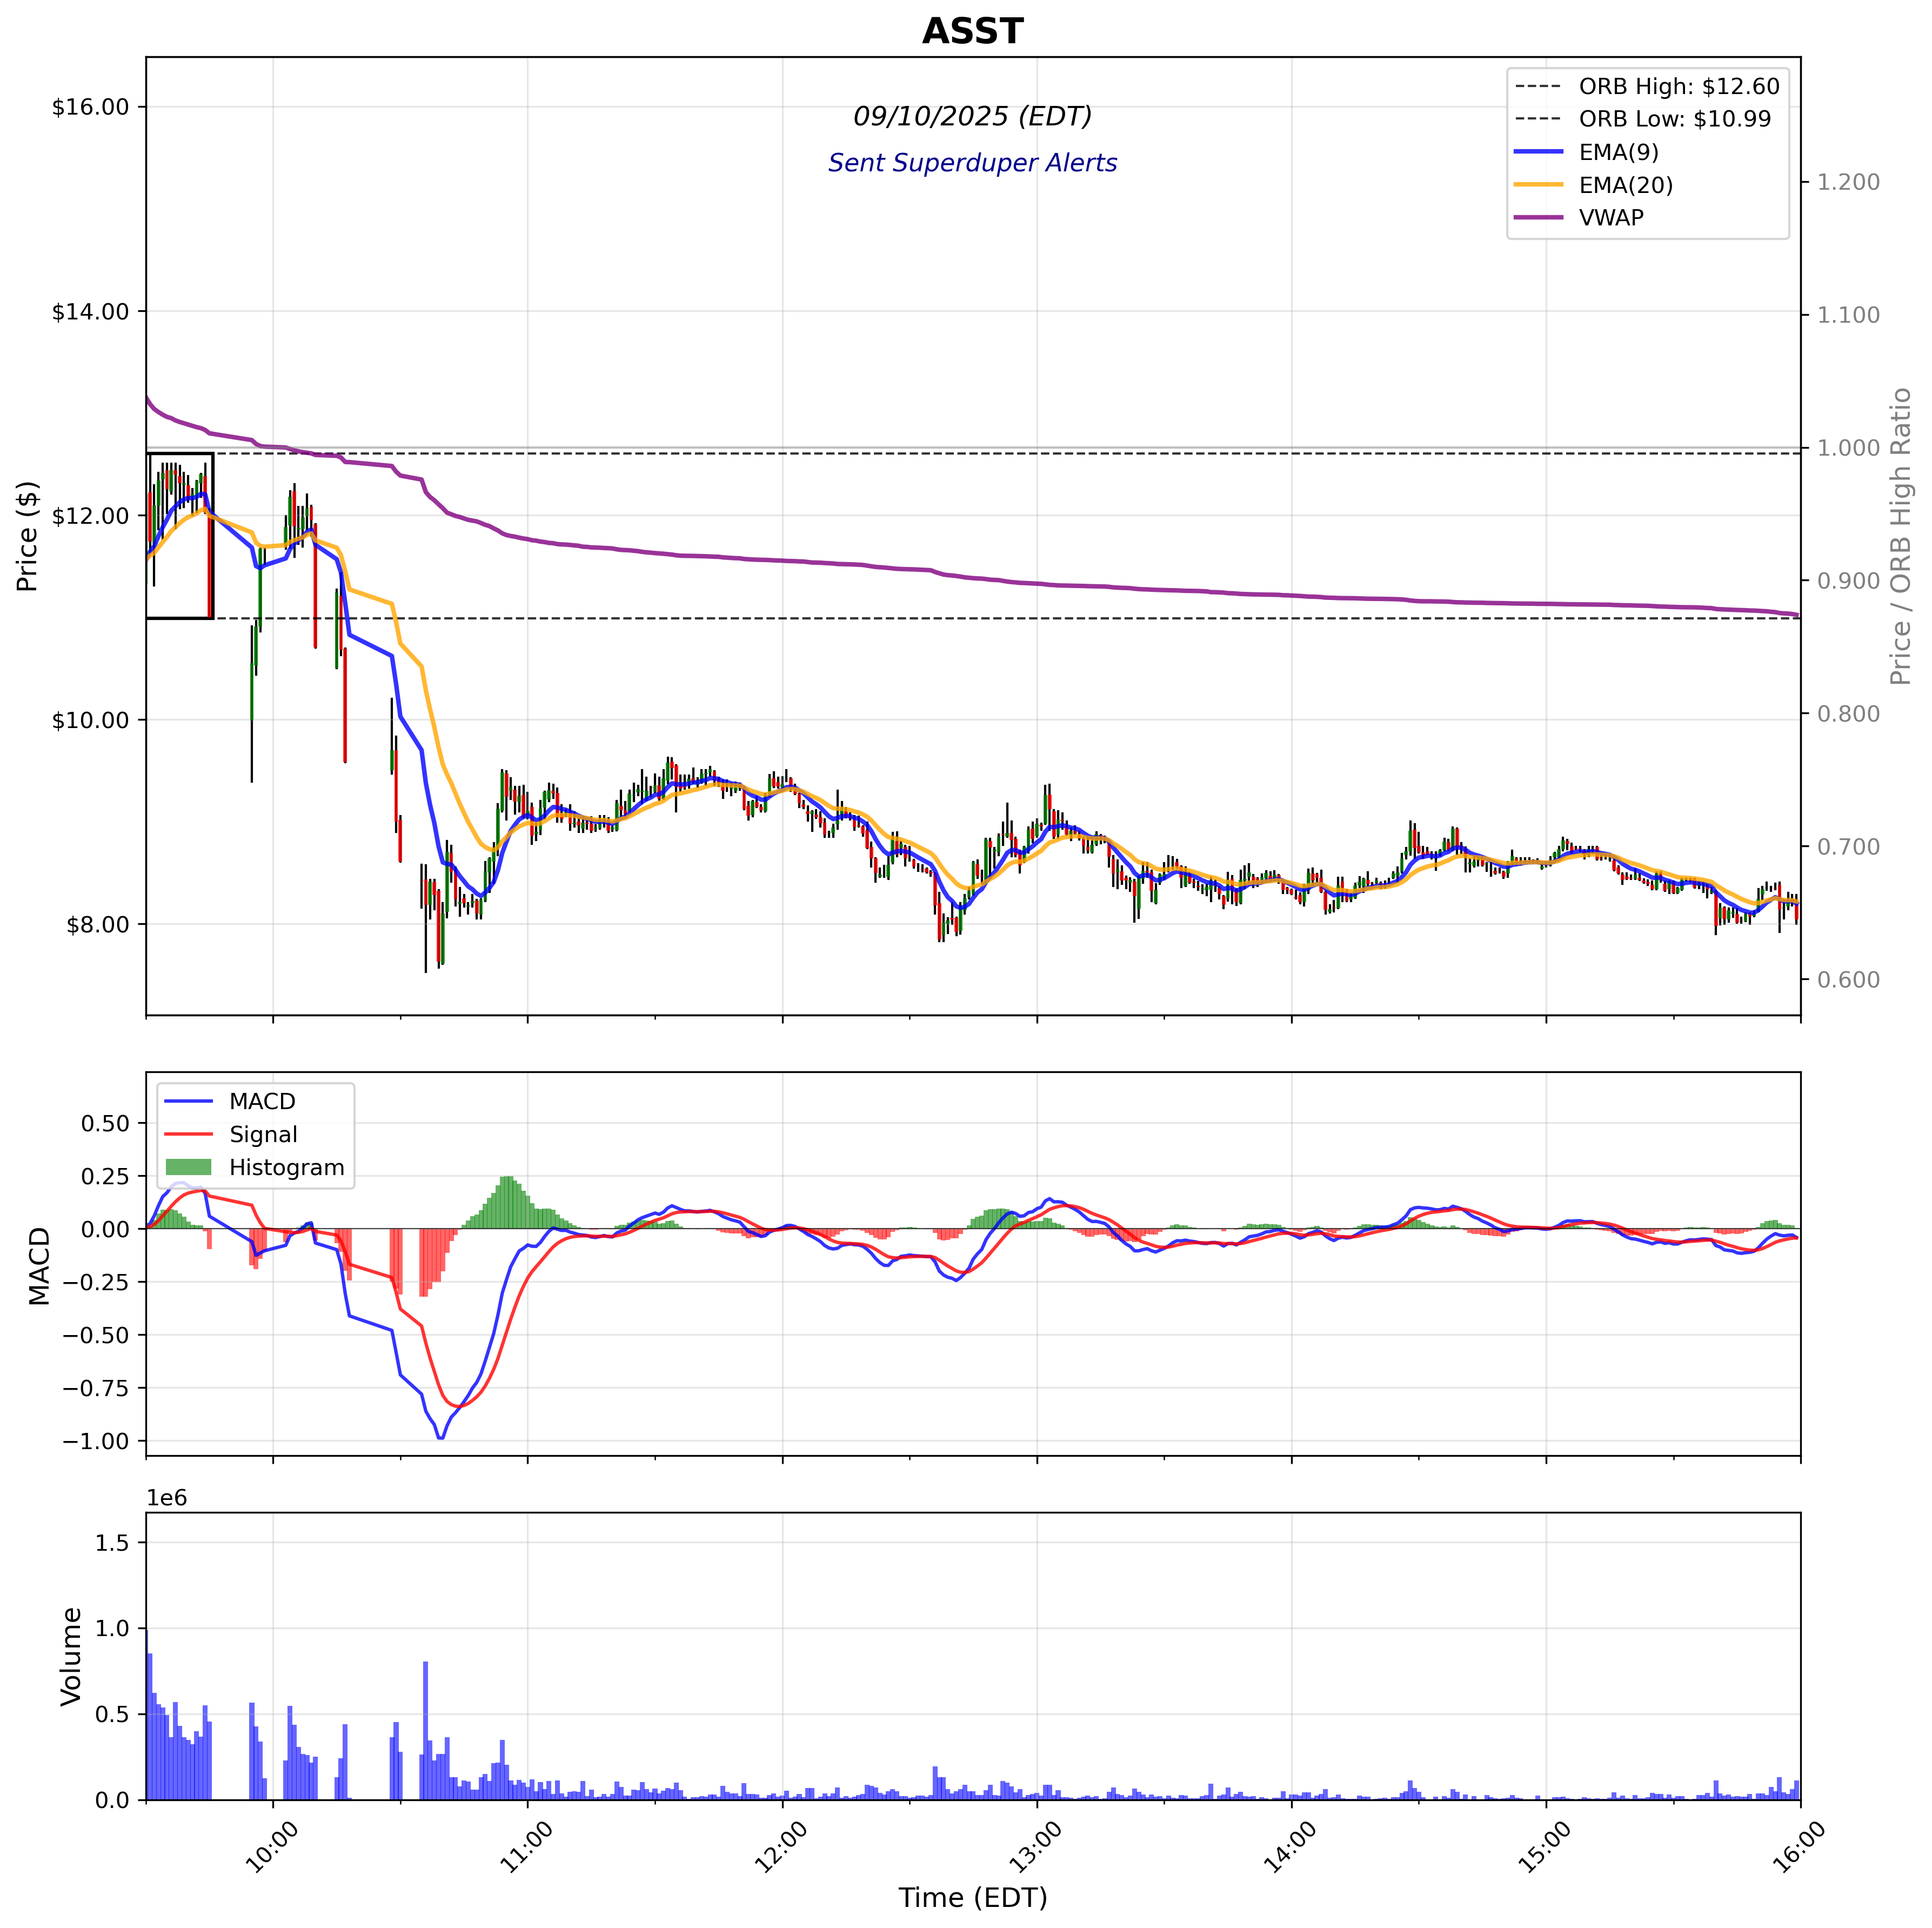 ASST
09/10/2025 (EDT)
Sent Superduper Alerts
ORB High: $12.60
ORB Low: $10.99
EMA(9)
EMA(20)
VWAP
$16.00
$14.00
$12.00
$10.00
$8.00
Price ($)
1.200
1.100
1.000
0.900
0.800
0.700
0.600
Price / ORB High Ratio
MACD
Signal
Histogram
0.50
0.25
0.00
−0.25
−0.50
−0.75
−1.00
MACD
1e6
1.5
1.0
0.5
0.0
Volume
10:00
11:00
12:00
13:00
14:00
15:00
16:00
Time (EDT)